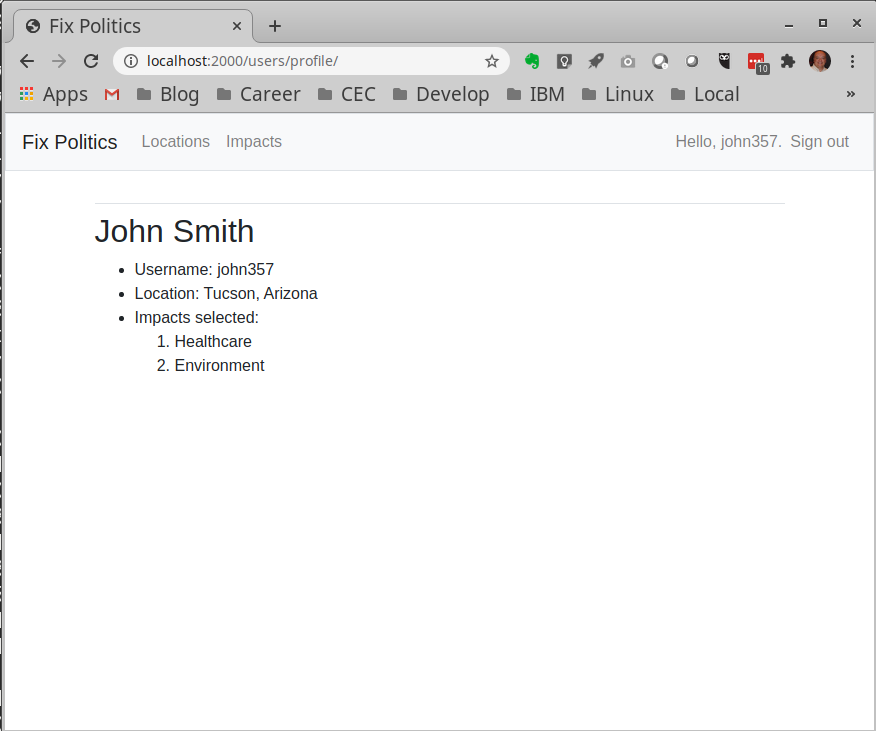 Fix Politics
localhost:2000/users/profile/
10
Apps Blog Career CEC Develop IBM Linux Local »
Fix Politics Locations Impacts Hello, john357. Sign out
John Smith
• Username: john357
• Location: Tucson, Arizona
• Impacts selected:
1. Healthcare
2. Environment